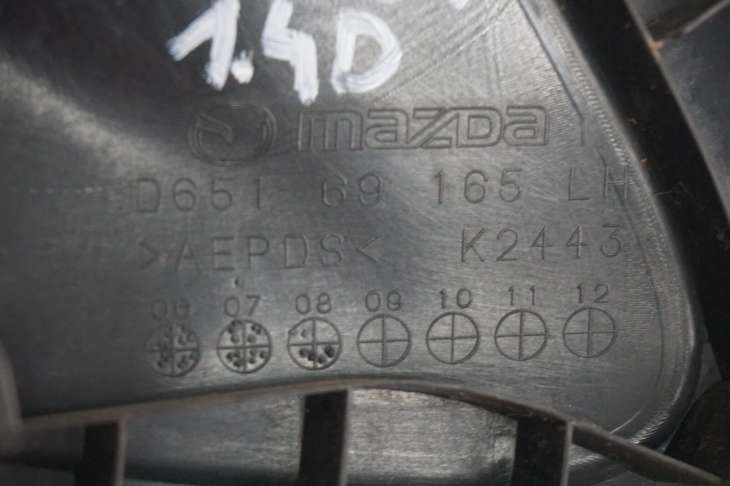 1.4D
mazda
D651 69 165 LH
>AEPDS< K2443
06 07 08 09 10 11 12